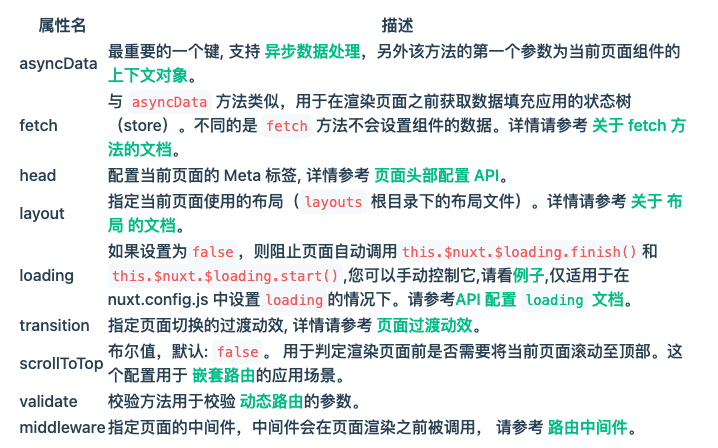 属性名 描述
最重要的一个键, 支持 异步数据处理，另外该方法的第一个参数为当前页面组件的
asyncData
上下文对象。
与 asyncData 方法类似，用于在渲染页面之前获取数据填充应用的状态树
fetch （store）。不同的是 fetch 方法不会设置组件的数据。详情请参考 关于 fetch 方
法的文档。
head 配置当前页面的 Meta 标签, 详情参考 页面头部配置 API。
指定当前页面使用的布局（ layouts 根目录下的布局文件）。详情请参考 关于 布
layout
局 的文档。
如果设置为 false ，则阻止页面自动调用 this.$nuxt.$loading.finish() 和
loading this.$nuxt.$loading.start() ,您可以手动控制它,请看例子,仅适用于在
nuxt.config.js 中设置 loading 的情况下。请参考API 配置 loading 文档。
transition 指定页面切换的过渡动效, 详情请参考 页面过渡动效。
布尔值，默认: false 。 用于判定渲染页面前是否需要将当前页面滚动至顶部。这
scrollToTop
个配置用于 嵌套路由的应用场景。
validate 校验方法用于校验 动态路由的参数。
middleware 指定页面的中间件，中间件会在页面渲染之前被调用， 请参考 路由中间件。